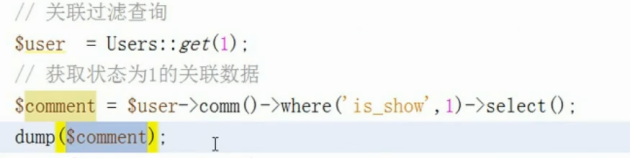 // 关联过滤查询
$user  = Users::get(1);
// 获取状态为1的关联数据
$comment = $user->comm()->where('is_show',1)->select();
dump($comment);